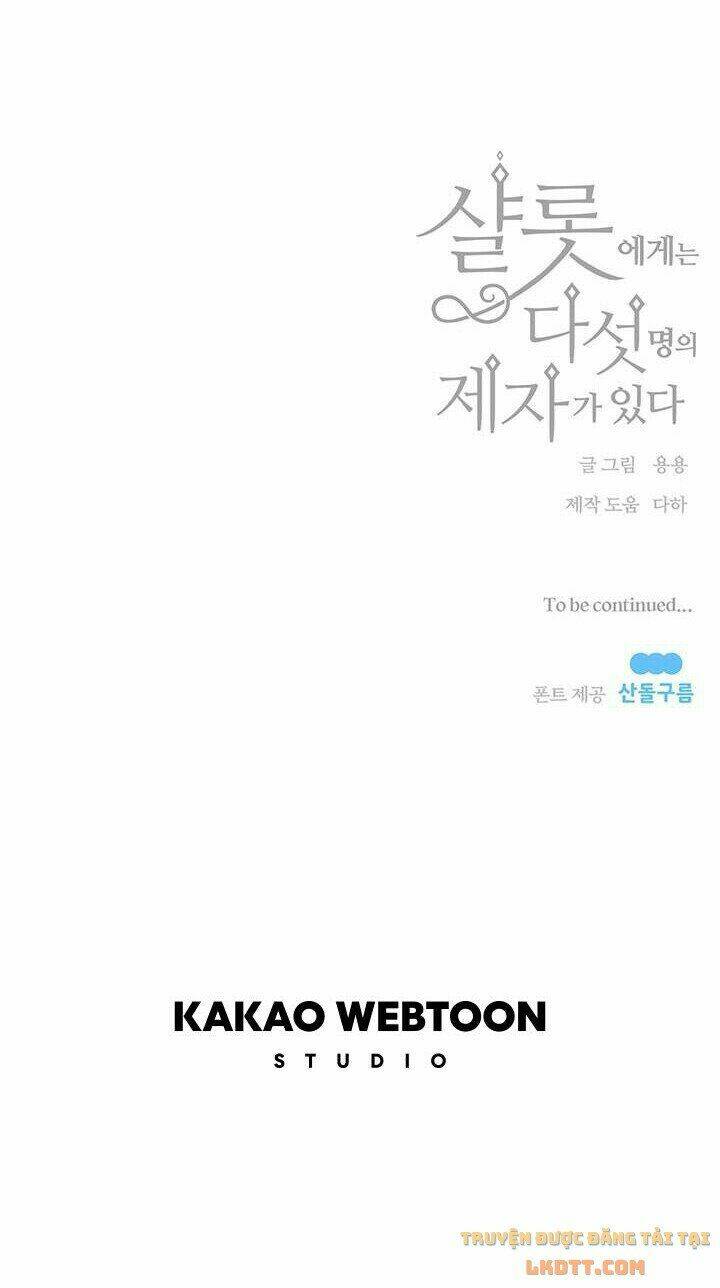 샬롯에게는
다섯명의
제자가 있다
글 그림 용용
제작 도움 다하
To be continued...
폰트 제공 산돌구름
KAKAO WEBTOON
STUDIO
TRUYỆN ĐƯỢC ĐĂNG TẢI TẠI
LKDTT.COM